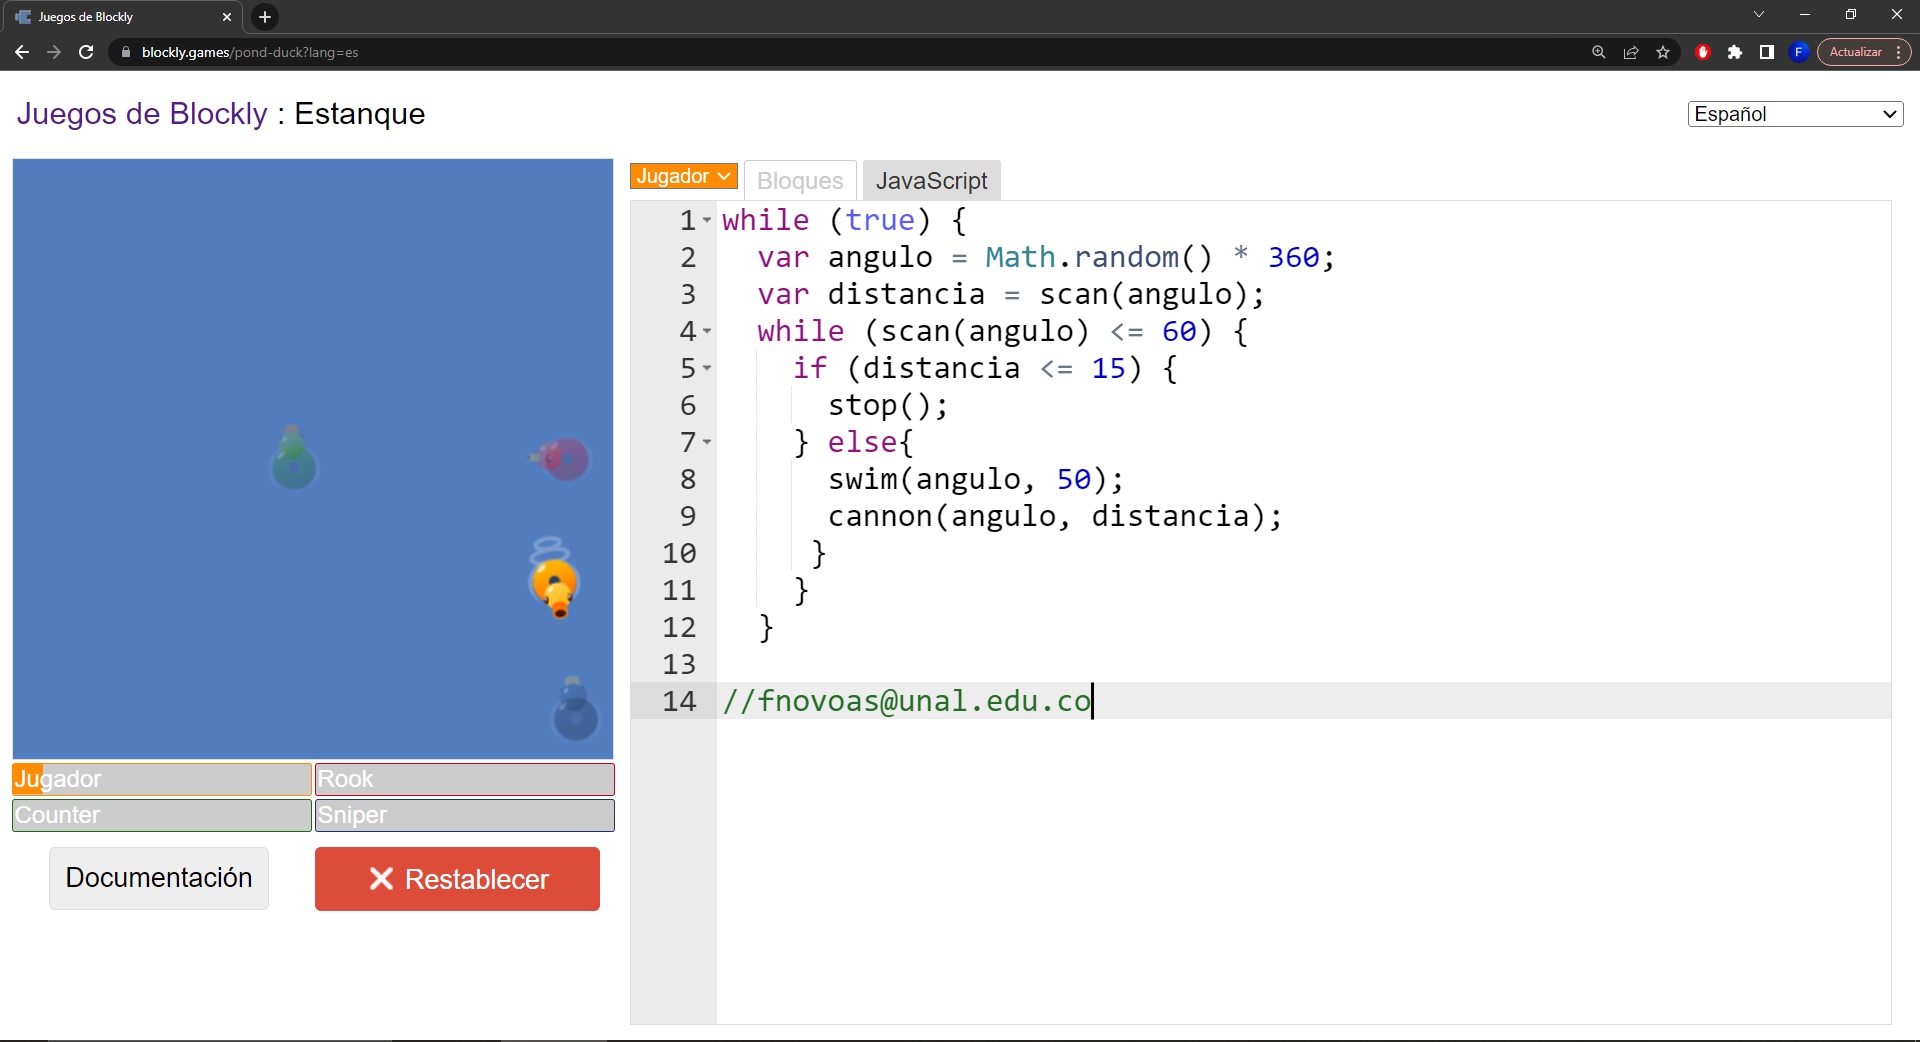 Juegos de Blockly
blockly.games/pond-duck?lang=es
F
Actualizar
Juegos de Blockly : Estanque
Español
Jugador
Bloques
JavaScript
1 while (true) {
2 var angulo = Math.random() * 360;
3 var distancia = scan(angulo);
4 while (scan(angulo) <= 60) {
5 if (distancia <= 15) {
6 stop();
7 } else{
8 swim(angulo, 50);
9 cannon(angulo, distancia);
10 }
11 }
12 }
13
14 //fnovoas@unal.edu.co
Jugador
Rook
Counter
Sniper
Documentación
Restablecer